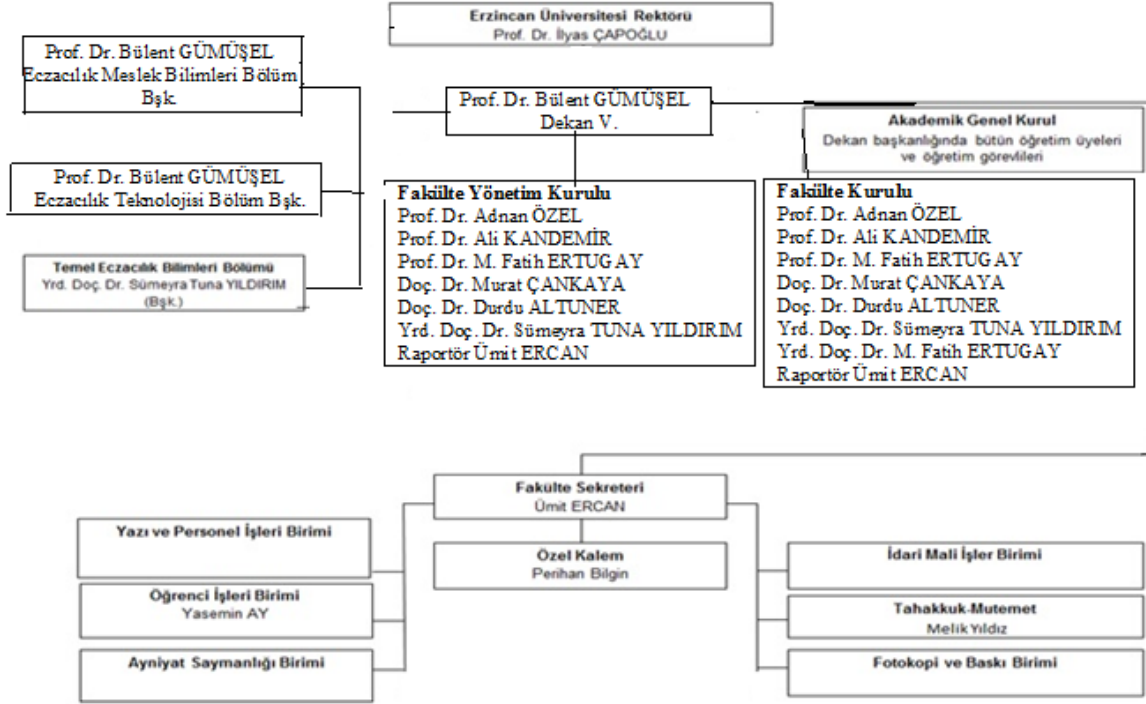 Erzincan Üniversitesi Rektörü
Prof. Dr. İlyas ÇAPOĞLU
Prof. Dr. Bülent GÜMÜŞEL
Eczacılık Meslek Bilimleri Bölüm
Bşk.
Prof. Dr. Bülent GÜMÜŞEL
Dekan V.
Akademik Genel Kurul
Dekan başkanlığında bütün öğretim üyeleri
ve öğretim görevlileri
Prof. Dr. Bülent GÜMÜŞEL
Eczacılık Teknolojisi Bölüm Bşk.
Temel Eczacılık Bilimleri Bölümü
Yrd. Doç. Dr. Sümeyra Tuna YILDIRIM
(Bşk.)
Fakülte Yönetim Kurulu
Prof. Dr. Adnan ÖZEL
Prof. Dr. Ali KANDEMİR
Prof. Dr. M. Fatih ERTUGAY
Doç. Dr. Murat ÇANKAYA
Doç. Dr. Durdu ALTUNER
Yrd. Doç. Dr. Sümeyra TUNA YILDIRIM
Raportör Ümit ERCAN
Fakülte Kurulu
Prof. Dr. Adnan ÖZEL
Prof. Dr. Ali KANDEMİR
Prof. Dr. M. Fatih ERTUGAY
Doç. Dr. Murat ÇANKAYA
Doç. Dr. Durdu ALTUNER
Yrd. Doç. Dr. Sümeyra TUNA YILDIRIM
Yrd. Doç. Dr. M. Fatih ERTUGAY
Raportör Ümit ERCAN
Fakülte Sekreteri
Ümit ERCAN
Özel Kalem
Perihan Bilgin
Yazı ve Personel İşleri Birimi
Öğrenci İşleri Birimi
Yasemin AY
Ayniyat Saymanlığı Birimi
İdari Mali İşler Birimi
Tahakkuk-Mutemet
Melik Yıldız
Fotokopi ve Baskı Birimi